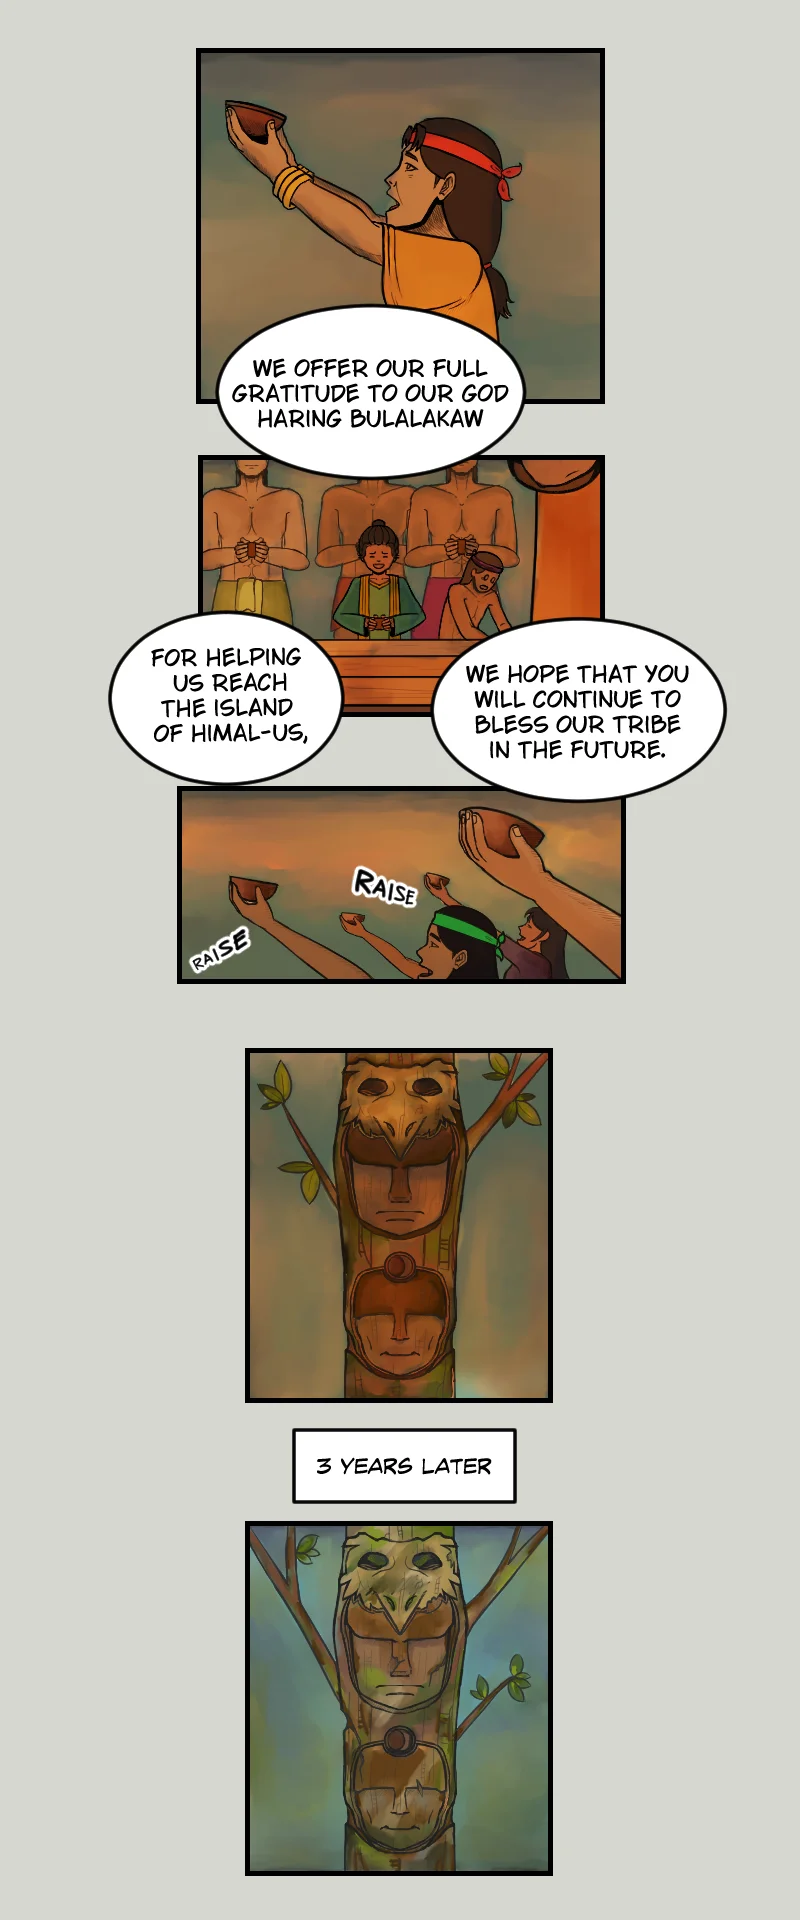 WE OFFER OUR FULL
GRATITUDE TO OUR GOD
HARING BULALAKAW
FOR HELPING
US REACH
THE ISLAND
OF HIMAL-US,
WE HOPE THAT YOU
WILL CONTINUE TO
BLESS OUR TRIBE
IN THE FUTURE.
RAISE
RAISE
3 YEARS LATER